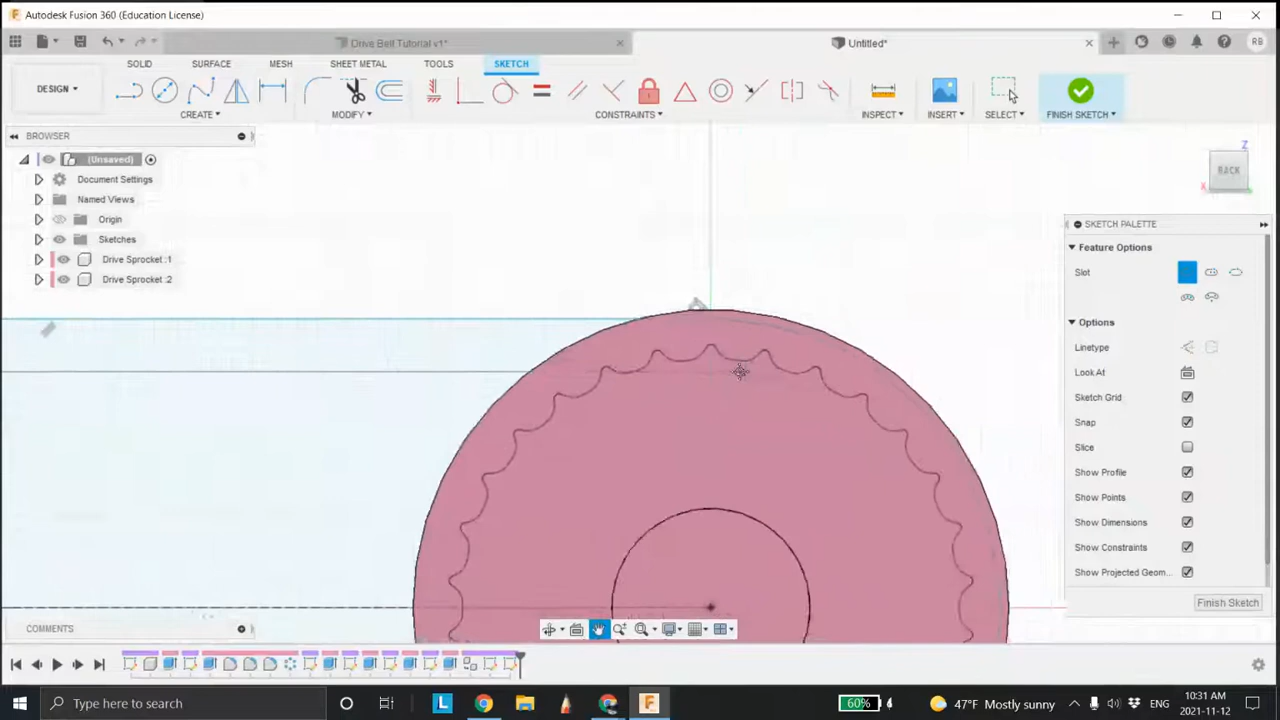 Autodesk Fusion 360 (Education License)
Drive Belt Tutorial v1*
Untitled*
RB
SOLID
SURFACE
MESH
SHEET METAL
TOOLS
SKETCH
DESIGN
CREATE
MODIFY
CONSTRAINTS
INSPECT
INSERT
SELECT
FINISH SKETCH
BROWSER
(Unsaved)
Document Settings
Named Views
Origin
Sketches
Drive Sprocket :1
Drive Sprocket :2
Z
BACK
X
SKETCH PALETTE
Feature Options
Slot
Options
Linetype
Look At
Sketch Grid
Snap
Slice
Show Profile
Show Points
Show Dimensions
Show Constraints
Show Projected Geom...
Finish Sketch
COMMENTS
Type here to search
L
60%
47°F Mostly sunny
ENG
10:31 AM
2021-11-12